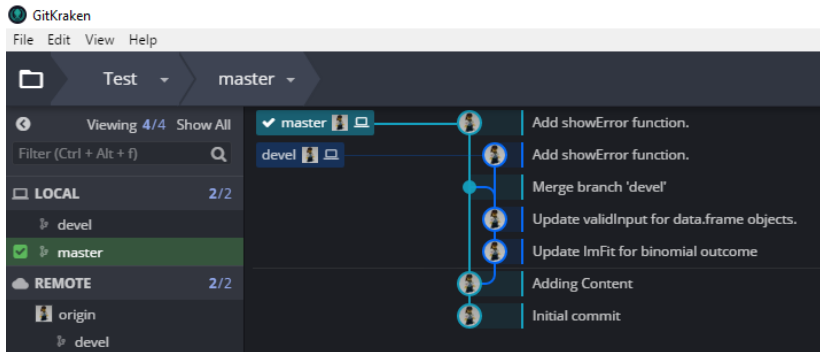 GitKraken
File Edit View Help
Test master
Viewing 4/4 Show All
Filter (Ctrl + Alt + f)
LOCAL 2/2
devel
master
REMOTE 2/2
origin
devel
master Add showError function.
devel Add showError function.
Merge branch 'devel'
Update validInput for data.frame objects.
Update lmFit for binomial outcome
Adding Content
Initial commit